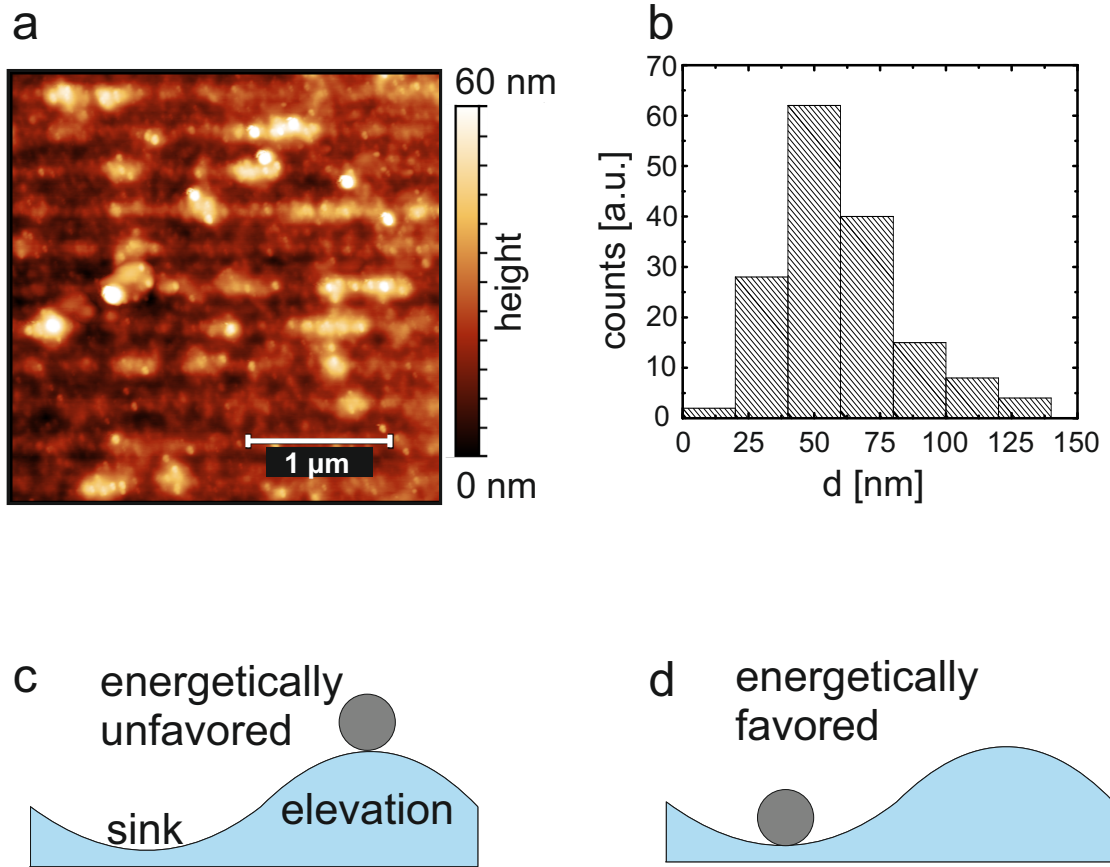 a
60 nm
height
0 nm
1 µm
b
counts [a.u.]
70
60
50
40
30
20
10
0
0 25 50 75 100 125 150
d [nm]
c
energetically
unfavored
sink
elevation
d
energetically
favored